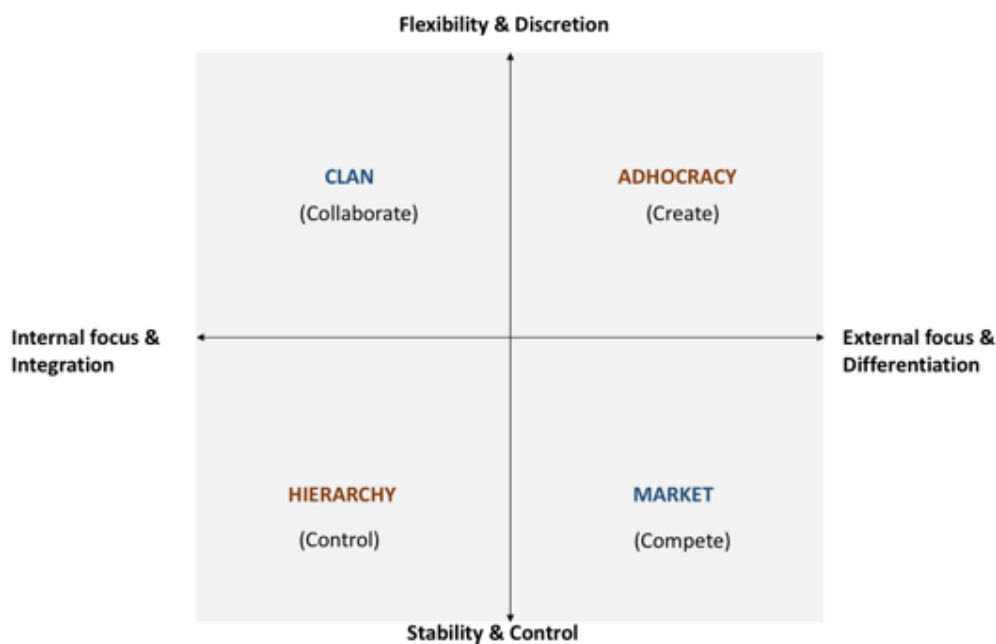 Flexibility & Discretion
CLAN
(Collaborate)
ADHOCRACY
(Create)
Internal focus &
Integration
External focus &
Differentiation
HIERARCHY
(Control)
MARKET
(Compete)
Stability & Control